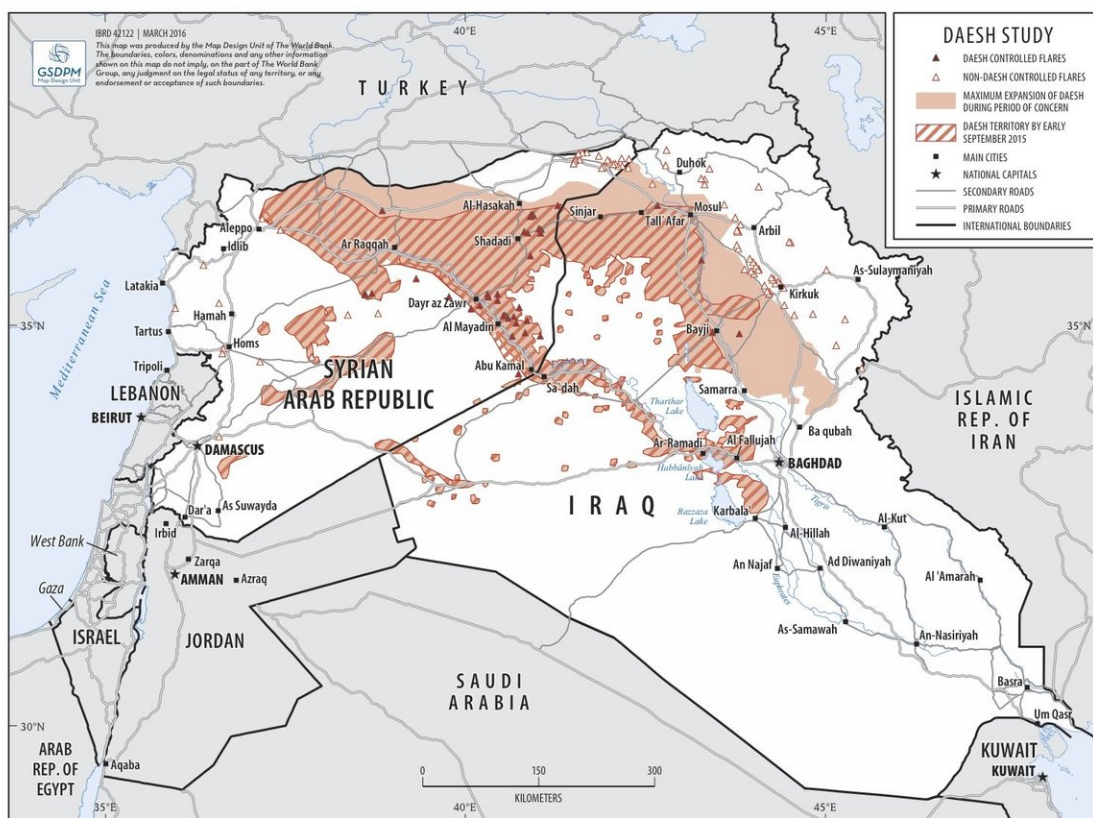 IBRD 42122 | MARCH 2016
This map was produced by the Map Design Unit of The World Bank.
The boundaries, colors, denominations and any other information
shown on this map do not imply, on the part of The World Bank
Group, any judgment on the legal status of any territory, or any
endorsement or acceptance of such boundaries.
GSDPM
Map Design Unit
DAESH STUDY
DAESH CONTROLLED FLARES
NON-DAESH CONTROLLED FLARES
MAXIMUM EXPANSION OF DAESH
DURING PERIOD OF CONCERN
DAESH TERRITORY BY EARLY
SEPTEMBER 2015
MAIN CITIES
NATIONAL CAPITALS
SECONDARY ROADS
PRIMARY ROADS
INTERNATIONAL BOUNDARIES
40°E
45°E
TURKEY
Duhok
Al-Hasakah
Sinjar
Tall'Afar
Mosul
Aleppo
Idlib
Ar Raqqah
Shadadi
Arbil
Latakia
Dayr az Zawr
Kirkuk
As-Sulaymaniyah
Mediterranean Sea
Hamah
Al Mayadin
Bayji
35°N
35°N
Tartus
Homs
SYRIAN
ARAB REPUBLIC
Abu Kamal
Sa-dah
Tripoli
LEBANON
BEIRUT
Samarra
Tharthar
Lake
ISLAMIC
REP. OF
IRAN
DAMASCUS
Ar-Ramadi
Al Fallujah
Ba qubah
Habbaniyah
Lake
BAGHDAD
As Suwayda
Dar'a
Irbid
IRAQ
Razzaza
Lake
Karbala'
Tigris
Al-Kut
West Bank
Zarqa
AMMAN
Azraq
Al-Hillah
An Najaf
Ad Diwaniyah
Al 'Amarah
Gaza
Euphrates
ISRAEL
JORDAN
As-Samawah
An-Nasiriyah
SAUDI
ARABIA
Basra
Um Qasr
30°N
ARAB
REP. OF
EGYPT
Aqaba
KUWAIT
KUWAIT
0
150
300
KILOMETERS
35°E
40°E
45°E